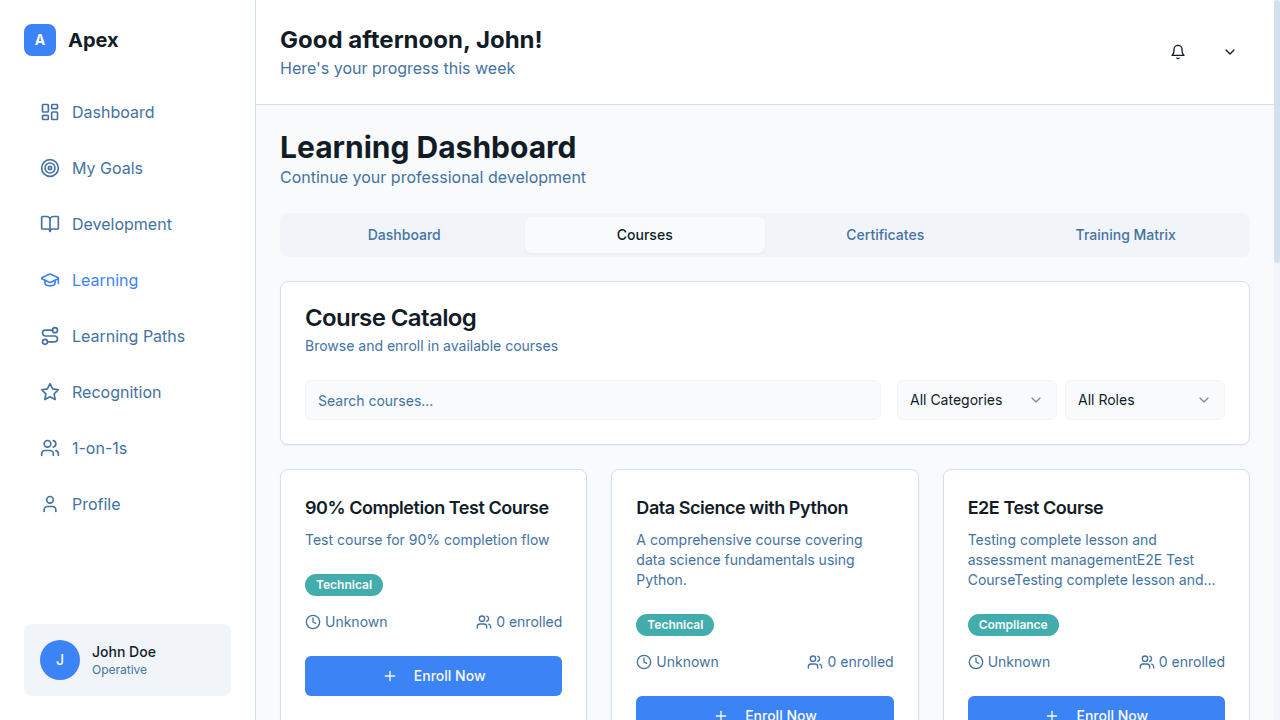 A Apex
Dashboard
My Goals
Development
Learning
Learning Paths
Recognition
1-on-1s
Profile
J
John Doe
Operative
Good afternoon, John!
Here's your progress this week
Learning Dashboard
Continue your professional development
Dashboard Courses Certificates Training Matrix
Course Catalog
Browse and enroll in available courses
Search courses... All Categories All Roles
90% Completion Test Course
Test course for 90% completion flow
Technical
Unknown 0 enrolled
Enroll Now
Data Science with Python
A comprehensive course covering
data science fundamentals using
Python.
Technical
Unknown 0 enrolled
Enroll Now
E2E Test Course
Testing complete lesson and
assessment managementE2E Test
CourseTesting complete lesson and...
Compliance
Unknown 0 enrolled
Enroll Now